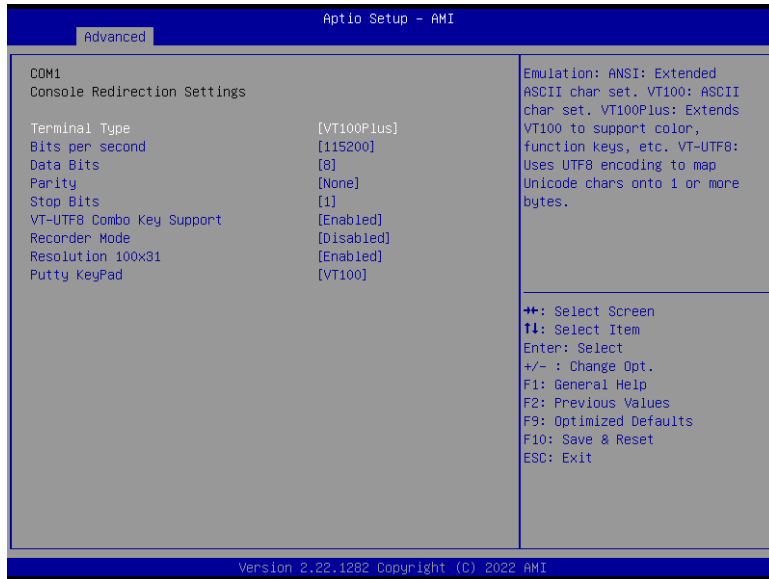 Aptio Setup – AMI
Advanced
COM1
Console Redirection Settings
Terminal Type [VT100Plus]
Bits per second [115200]
Data Bits [8]
Parity [None]
Stop Bits [1]
VT-UTF8 Combo Key Support [Enabled]
Recorder Mode [Disabled]
Resolution 100x31 [Enabled]
Putty KeyPad [VT100]
Emulation: ANSI: Extended
ASCII char set. VT100: ASCII
char set. VT100Plus: Extends
VT100 to support color,
function keys, etc. VT-UTF8:
Uses UTF8 encoding to map
Unicode chars onto 1 or more
bytes.
→←: Select Screen
↑↓: Select Item
Enter: Select
+/- : Change Opt.
F1: General Help
F2: Previous Values
F9: Optimized Defaults
F10: Save & Reset
ESC: Exit
Version 2.22.1282 Copyright (C) 2022 AMI